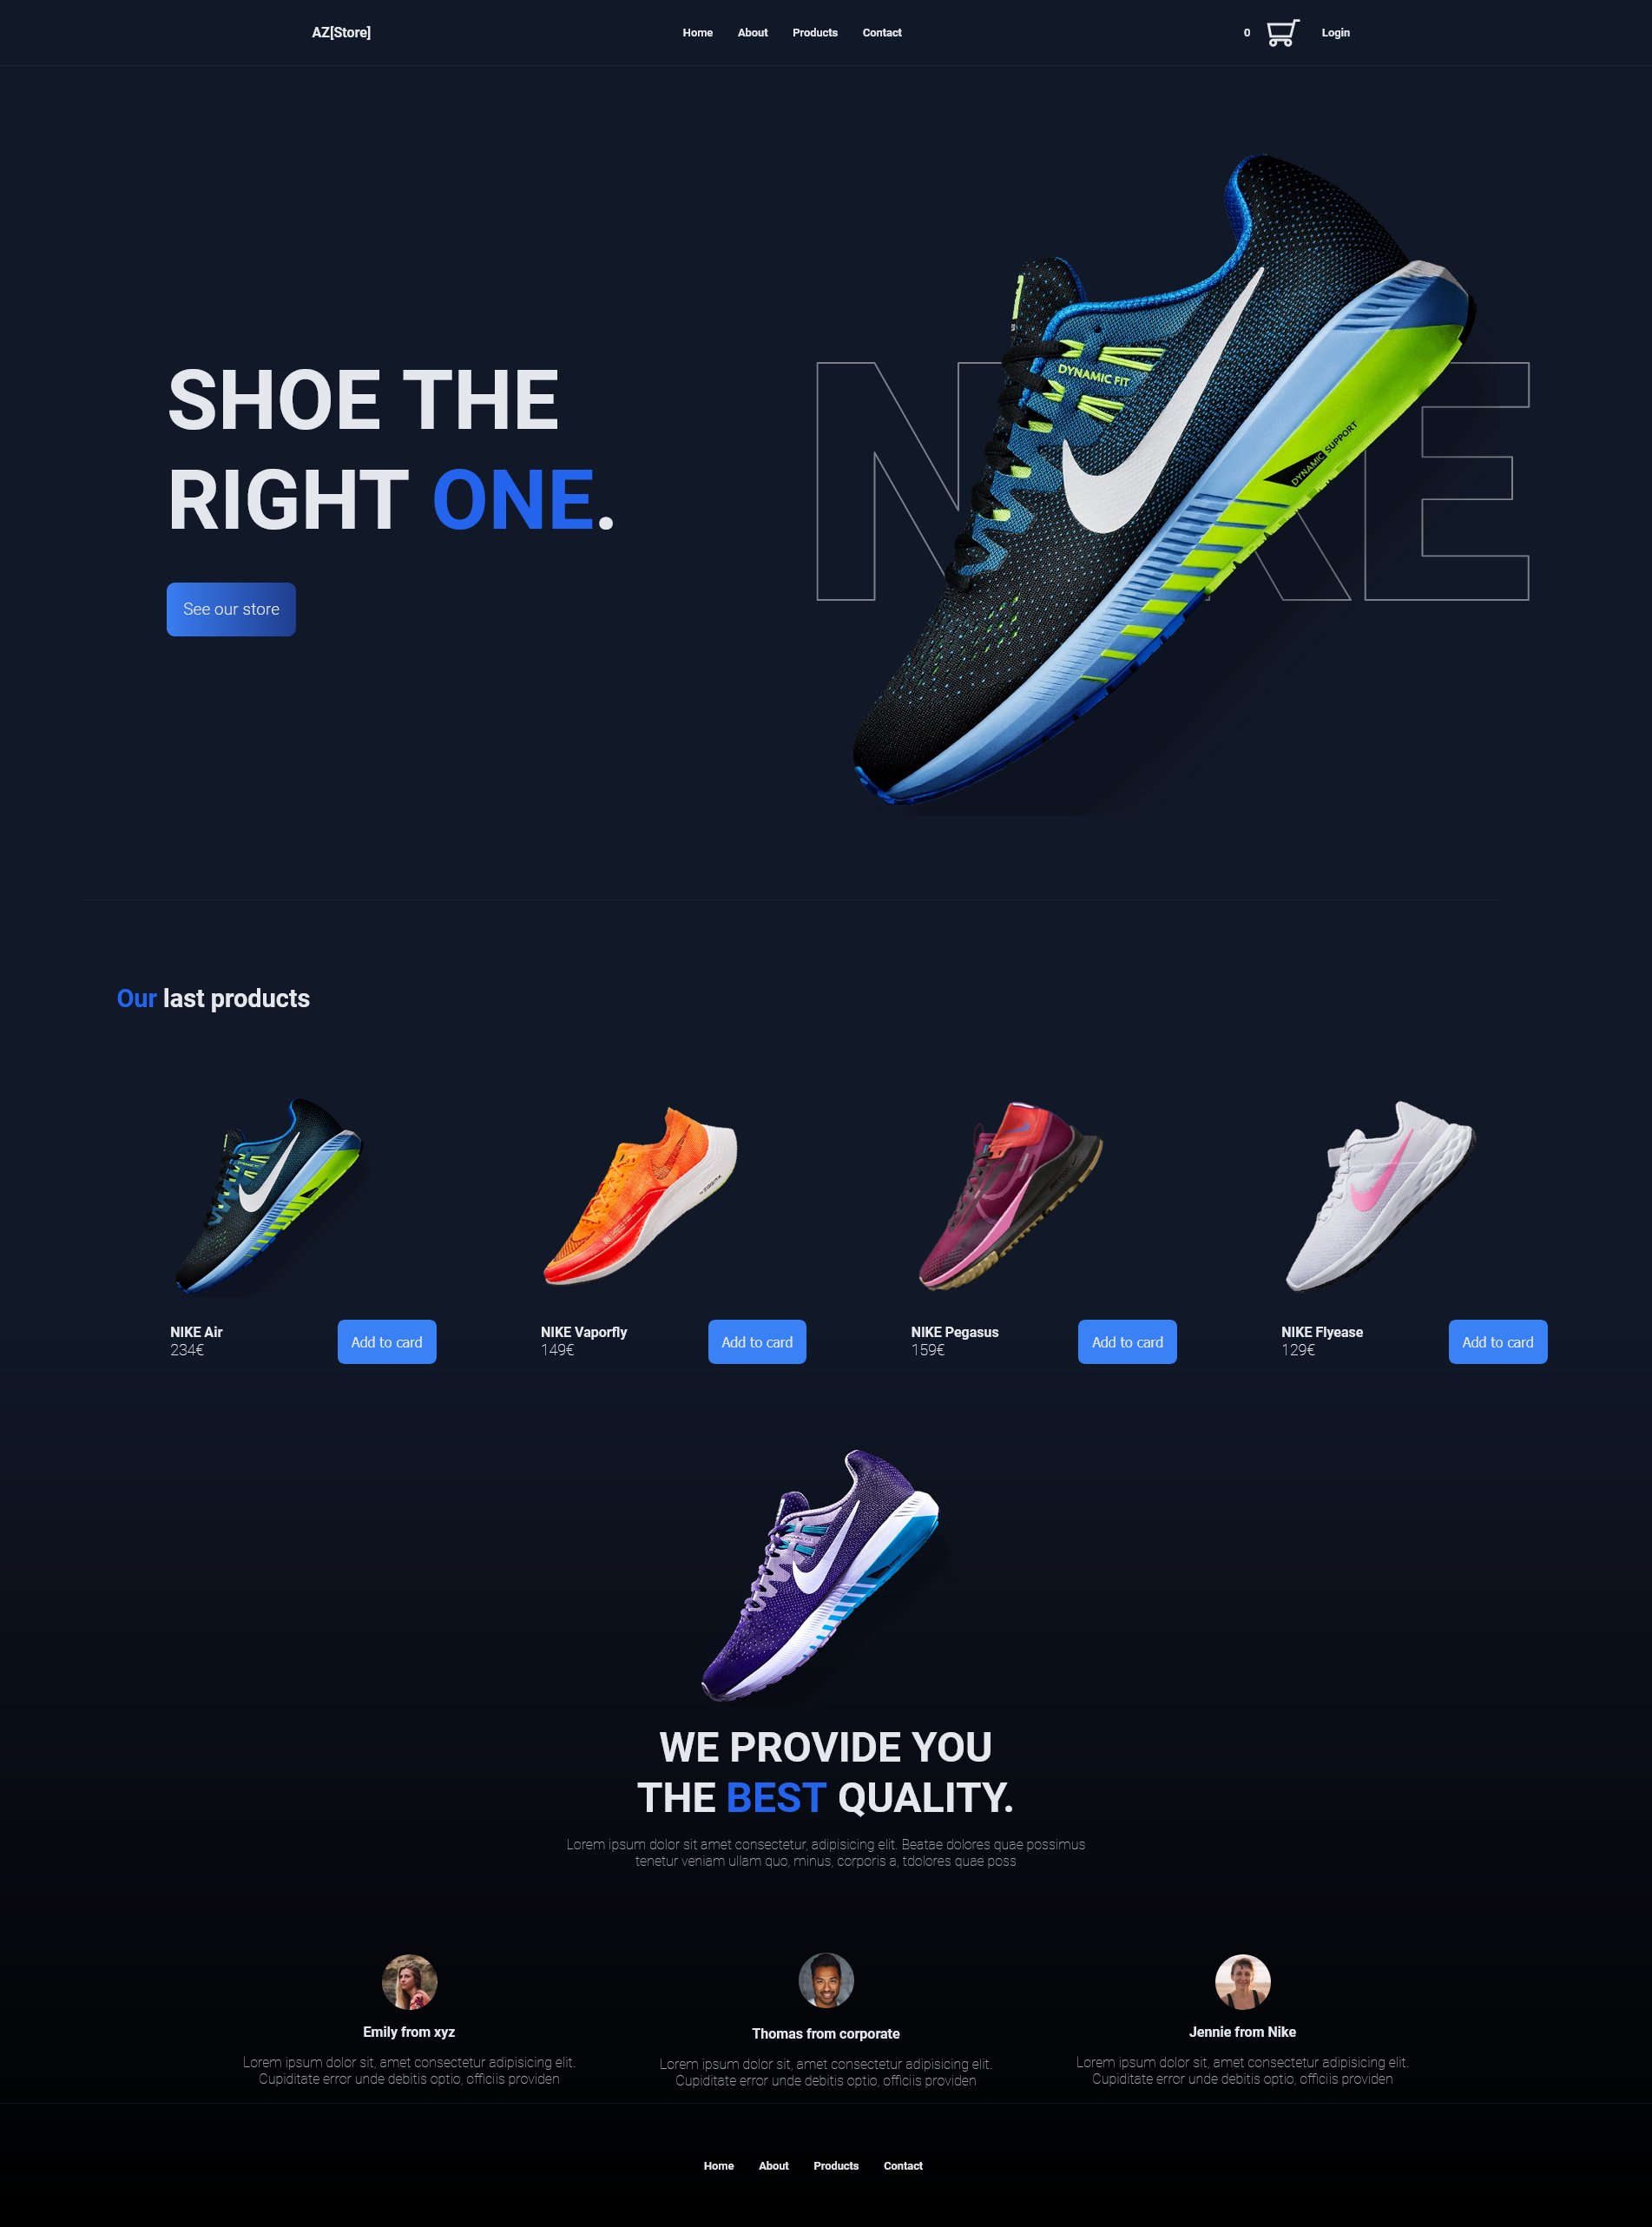 AZ[Store]
Home About Products Contact
0 Login
SHOE THE
RIGHT ONE.
See our store
DYNAMIC FIT
DYNAMIC SUPPORT
Our last products
NIKE Air
234€
Add to card
NIKE Vaporfly
149€
Add to card
NIKE Pegasus
159€
Add to card
NIKE Flyease
129€
Add to card
WE PROVIDE YOU
THE BEST QUALITY.
Lorem ipsum dolor sit amet consectetur, adipisicing elit. Beatae dolores quae possimus
tenetur veniam ullam quo, minus, corporis a, tdolores quae poss
Emily from xyz
Lorem ipsum dolor sit, amet consectetur adipisicing elit.
Cupiditate error unde debitis optio, officiis providen
Thomas from corporate
Lorem ipsum dolor sit, amet consectetur adipisicing elit.
Cupiditate error unde debitis optio, officiis providen
Jennie from Nike
Lorem ipsum dolor sit, amet consectetur adipisicing elit.
Cupiditate error unde debitis optio, officiis providen
Home About Products Contact